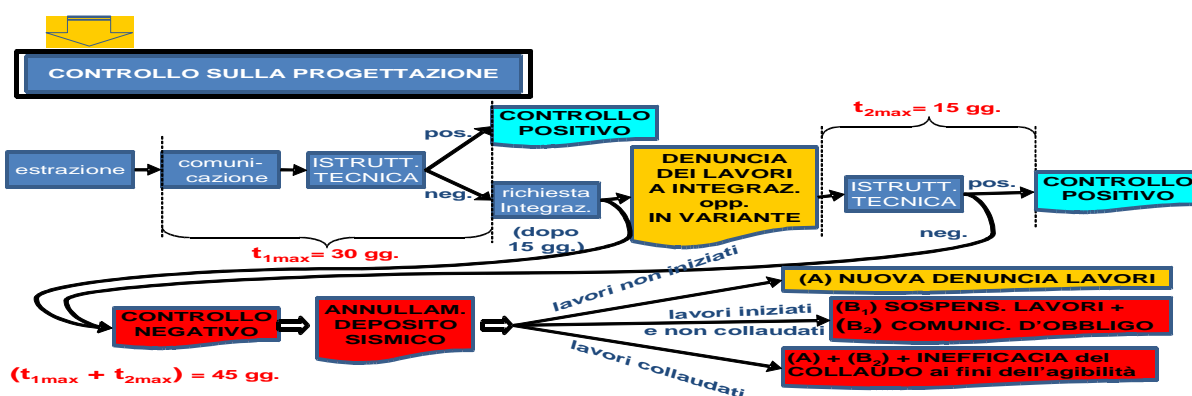 CONTROLLO SULLA PROGETTAZIONE
estrazione
comuni-
cazione
ISTRUTT.
TECNICA
pos.
neg.
CONTROLLO
POSITIVO
richiesta
Integraz.
(dopo
15 gg.)
t1max= 30 gg.
DENUNCIA
DEI LAVORI
A INTEGRAZ.
opp.
IN VARIANTE
t2max= 15 gg.
ISTRUTT.
TECNICA
pos.
neg.
CONTROLLO
POSITIVO
CONTROLLO
NEGATIVO
(t1max + t2max) = 45 gg.
ANNULLAM.
DEPOSITO
SISMICO
lavori non iniziati
(A) NUOVA DENUNCIA LAVORI
lavori iniziati
e non collaudati
(B1) SOSPENS. LAVORI +
(B2) COMUNIC. D'OBBLIGO
lavori collaudati
(A) + (B2) + INEFFICACIA del
COLLAUDO ai fini dell'agibilità